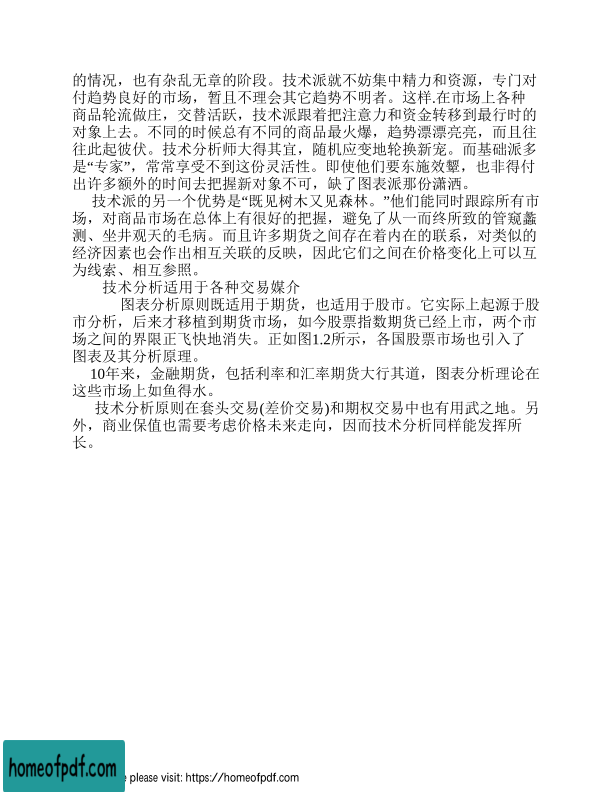 的情况，也有杂乱无章的阶段。技术派就不妨集中精力和资源，专门对
付趋势良好的市场，暂且不理会其它趋势不明者。这样.在市场上各种
商品轮流做庄，交替活跃，技术派跟着把注意力和资金转移到最行时的
对象上去。不同的时候总有不同的商品最火爆，趋势漂漂亮亮，而且往
往此起彼伏。技术分析师大得其宜，随机应变地轮换新宠。而基础派多
是“专家”，常常享受不到这份灵活性。即使他们要东施效颦，也非得付
出许多额外的时间去把握新对象不可，缺了图表派那份潇洒。
技术派的另一个优势是“既见树木又见森林。”他们能同时跟踪所有市
场，对商品市场在总体上有很好的把握，避免了从一而终所致的管窥蠡
测、坐井观天的毛病。而且许多期货之间存在着内在的联系，对类似的
经济因素也会作出相互关联的反映，因此它们之间在价格变化上可以互
为线索、相互参照。
技术分析适用于各种交易媒介
图表分析原则既适用于期货，也适用于股市。它实际上起源于股
市分析，后来才移植到期货市场，如今股票指数期货已经上市，两个市
场之间的界限正飞快地消失。正如图1.2所示，各国股票市场也引入了
图表及其分析原理。
10年来，金融期货，包括利率和汇率期货大行其道，图表分析理论在
这些市场上如鱼得水。
技术分析原则在套头交易(差价交易)和期权交易中也有用武之地。另
外，商业保值也需要考虑价格未来走向，因而技术分析同样能发挥所
长。
homeofpdf.com
e please visit: https://homeofpdf.com